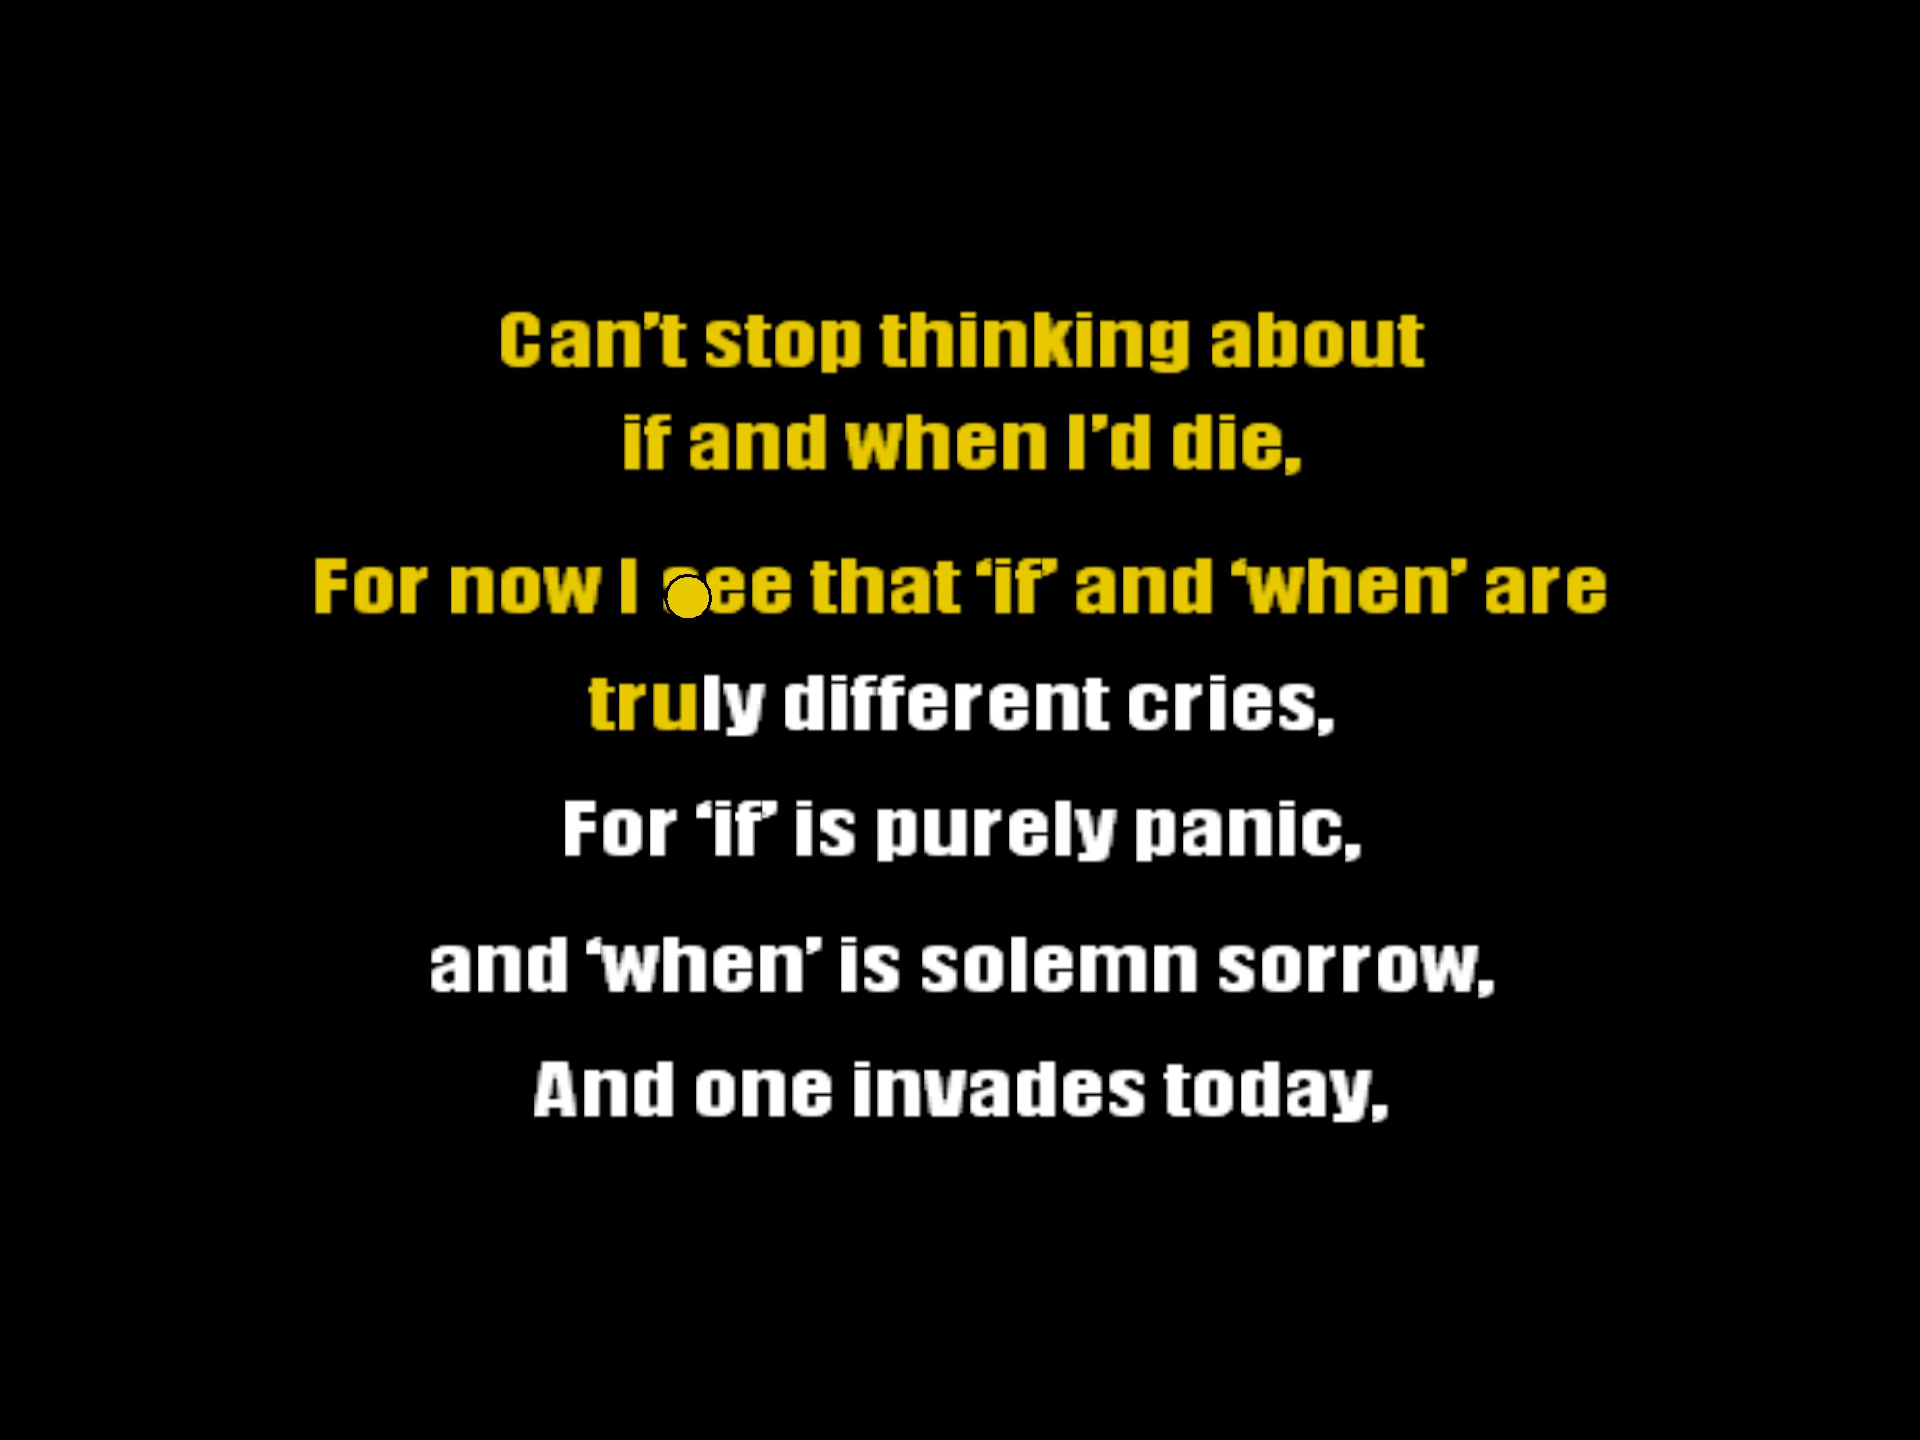 Can’t stop thinking about
if and when I’d die,
For now I see that ‘if’ and ‘when’ are
truly different cries,
For ‘if’ is purely panic,
and ‘when’ is solemn sorrow,
And one invades today,